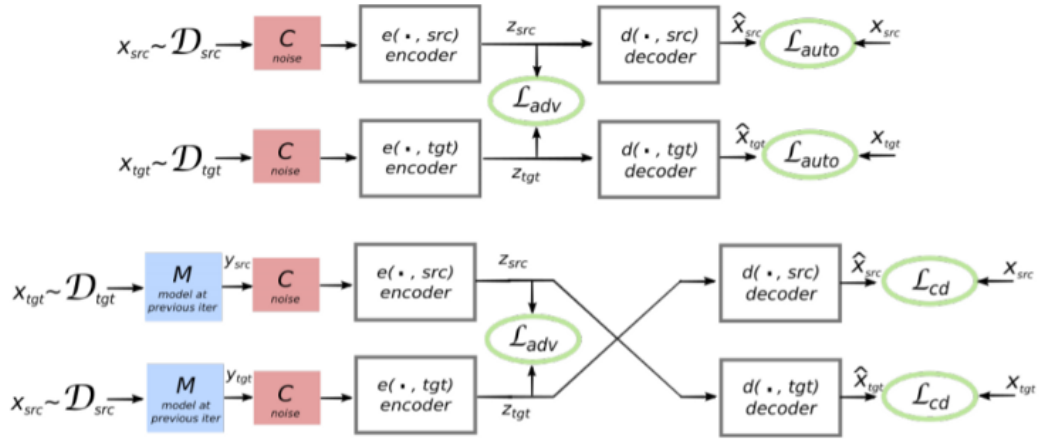 x_src ~ D_src
C
noise
e(•, src)
encoder
z_src
d(•, src)
decoder
x̂_src
L_auto
x_src
L_adv
x_tgt ~ D_tgt
C
noise
e(•, tgt)
encoder
z_tgt
d(•, tgt)
decoder
x̂_tgt
L_auto
x_tgt
x_tgt ~ D_tgt
M
model at
previous iter
y_src
C
noise
e(•, src)
encoder
z_src
d(•, src)
decoder
x̂_src
L_cd
x_src
L_adv
x_src ~ D_src
M
model at
previous iter
y_tgt
C
noise
e(•, tgt)
encoder
z_tgt
d(•, tgt)
decoder
x̂_tgt
L_cd
x_tgt